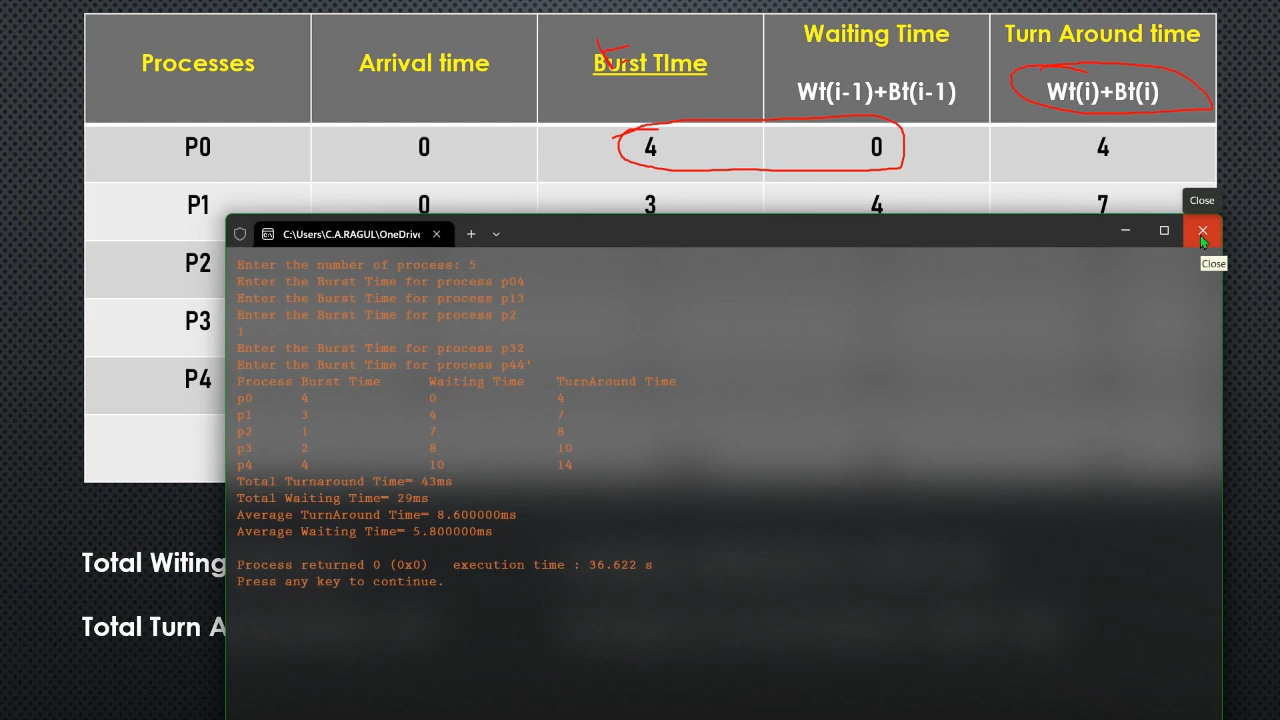 Processes Arrival time Burst TIme Waiting Time Turn Around time
Wt(i-1)+Bt(i-1) Wt(i)+Bt(i)
P0 0 4 0 4
P1 0 3 4 7
Close
P2
P3
P4
C:\Users\C.A.RAGUL\OneDrive
Close
Enter the number of process: 5
Enter the Burst Time for process p04
Enter the Burst Time for process p13
Enter the Burst Time for process p2
1
Enter the Burst Time for process p32
Enter the Burst Time for process p44'
Process Burst Time Waiting Time TurnAround Time
p0 4 0 4
p1 3 4 7
p2 1 7 8
p3 2 8 10
p4 4 10 14
Total Turnaround Time= 43ms
Total Waiting Time= 29ms
Average TurnAround Time= 8.600000ms
Average Waiting Time= 5.800000ms
Process returned 0 (0x0) execution time : 36.622 s
Press any key to continue.
Total Witing
Total Turn A